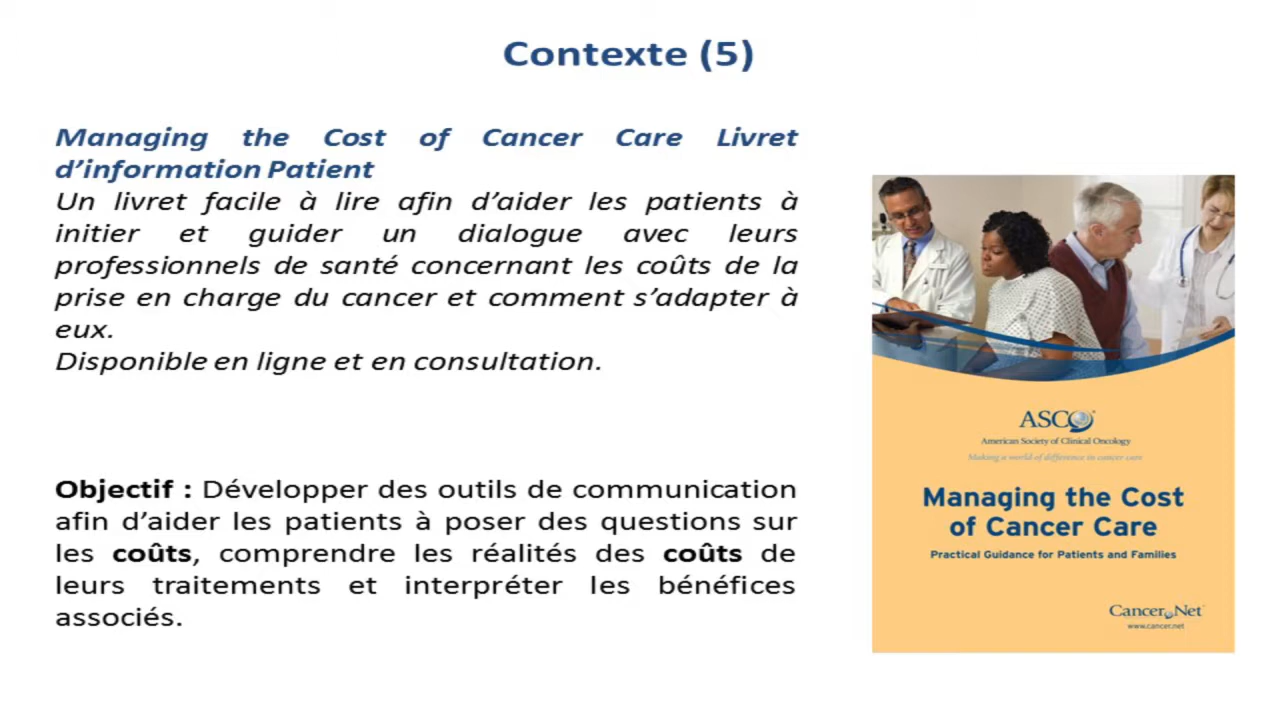 Contexte (5)
Managing the Cost of Cancer Care Livret
d'information Patient
Un livret facile à lire afin d'aider les patients à
initier et guider un dialogue avec leurs
professionnels de santé concernant les coûts de la
prise en charge du cancer et comment s'adapter à
eux.
Disponible en ligne et en consultation.
Objectif : Développer des outils de communication
afin d'aider les patients à poser des questions sur
les coûts, comprendre les réalités des coûts de
leurs traitements et interpréter les bénéfices
associés.
ASCO
American Society of Clinical Oncology
Making a world of difference in cancer care
Managing the Cost
of Cancer Care
Practical Guidance for Patients and Families
Cancer.Net
www.cancer.net